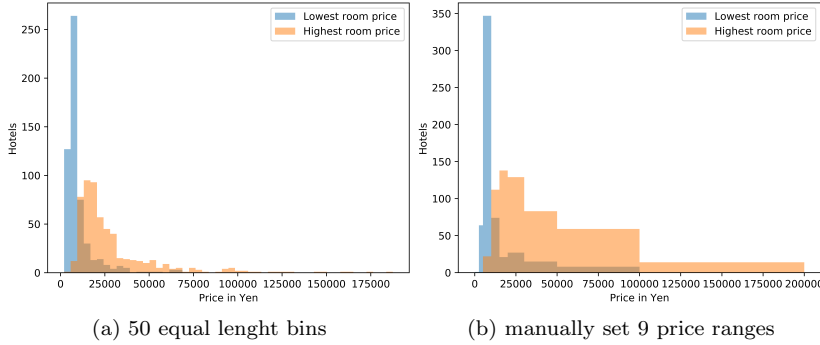 Lowest room price
Highest room price
250
200
150
100
50
0
Hotels
0 25000 50000 75000 100000 125000 150000 175000
Price in Yen
(a) 50 equal lenght bins
Lowest room price
Highest room price
350
300
250
200
150
100
50
0
Hotels
0 25000 50000 75000 100000 125000 150000 175000 200000
Price in Yen
(b) manually set 9 price ranges